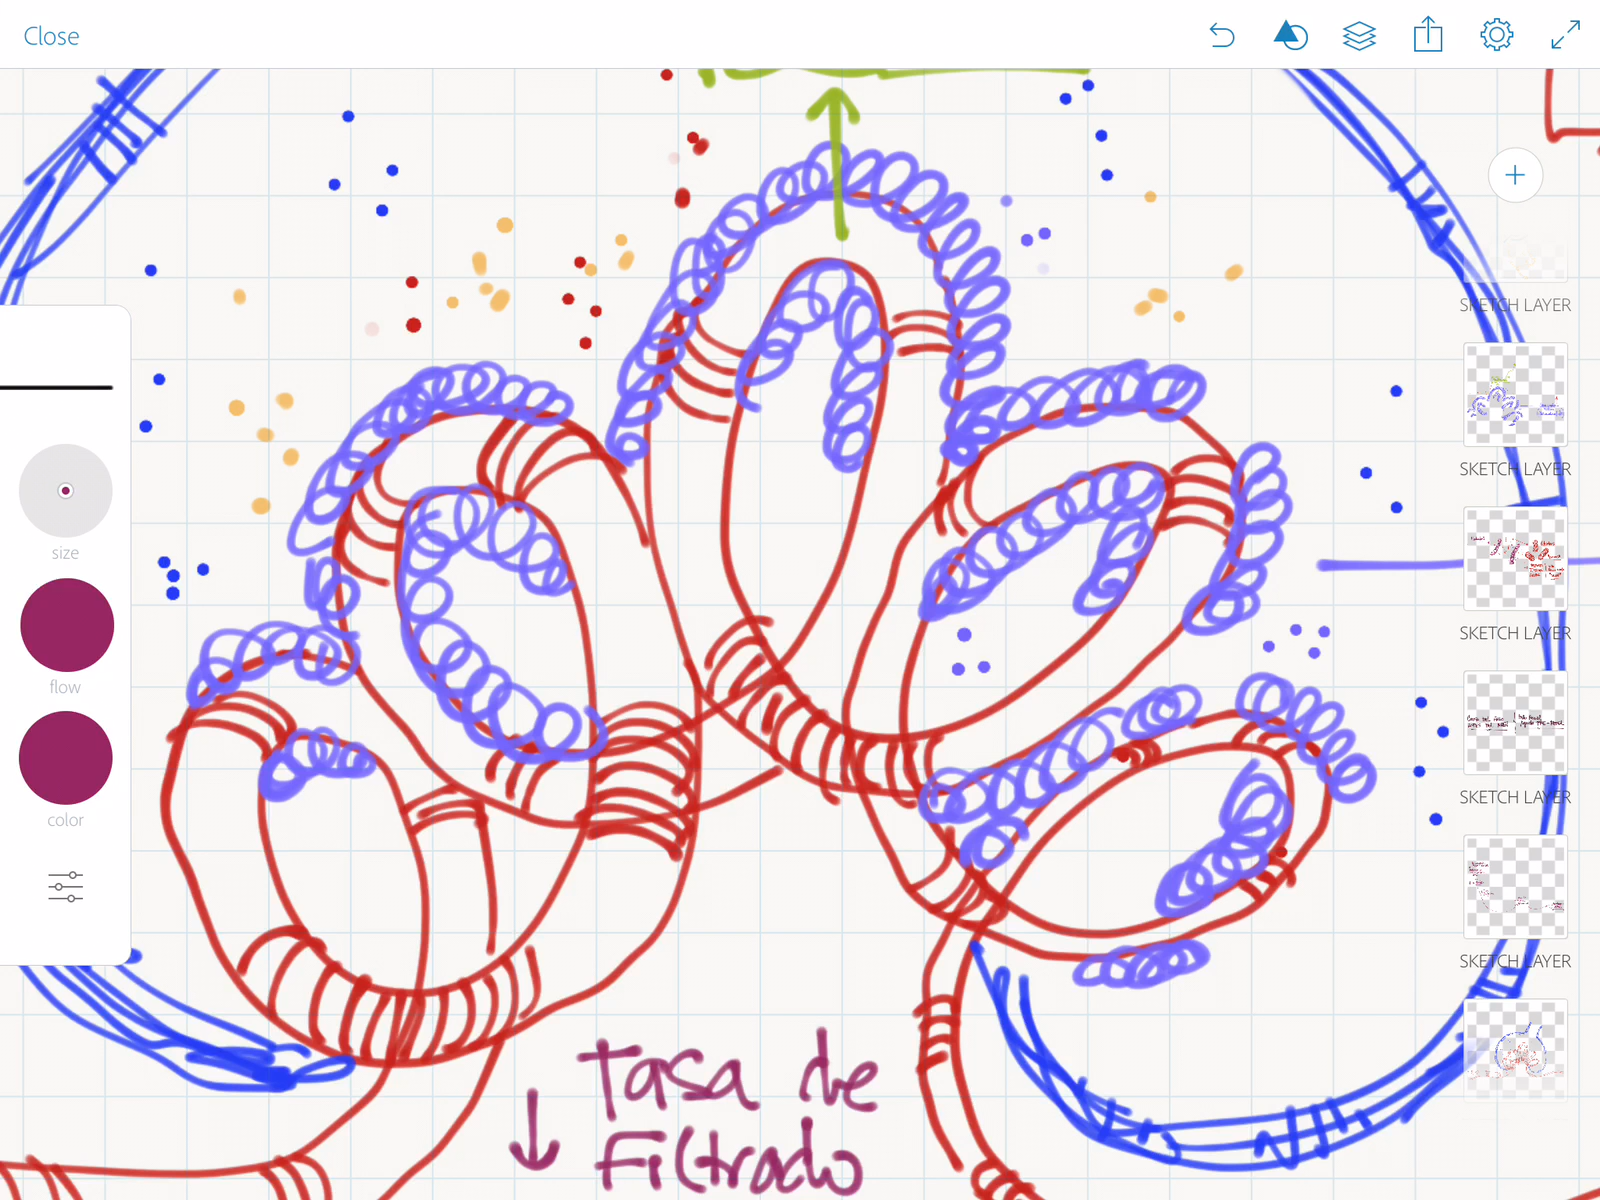 Close
SKETCH LAYER
SKETCH LAYER
size
SKETCH LAYER
flow
SKETCH LAYER
color
SKETCH LAYER
↓ Tasa de
Filtrado